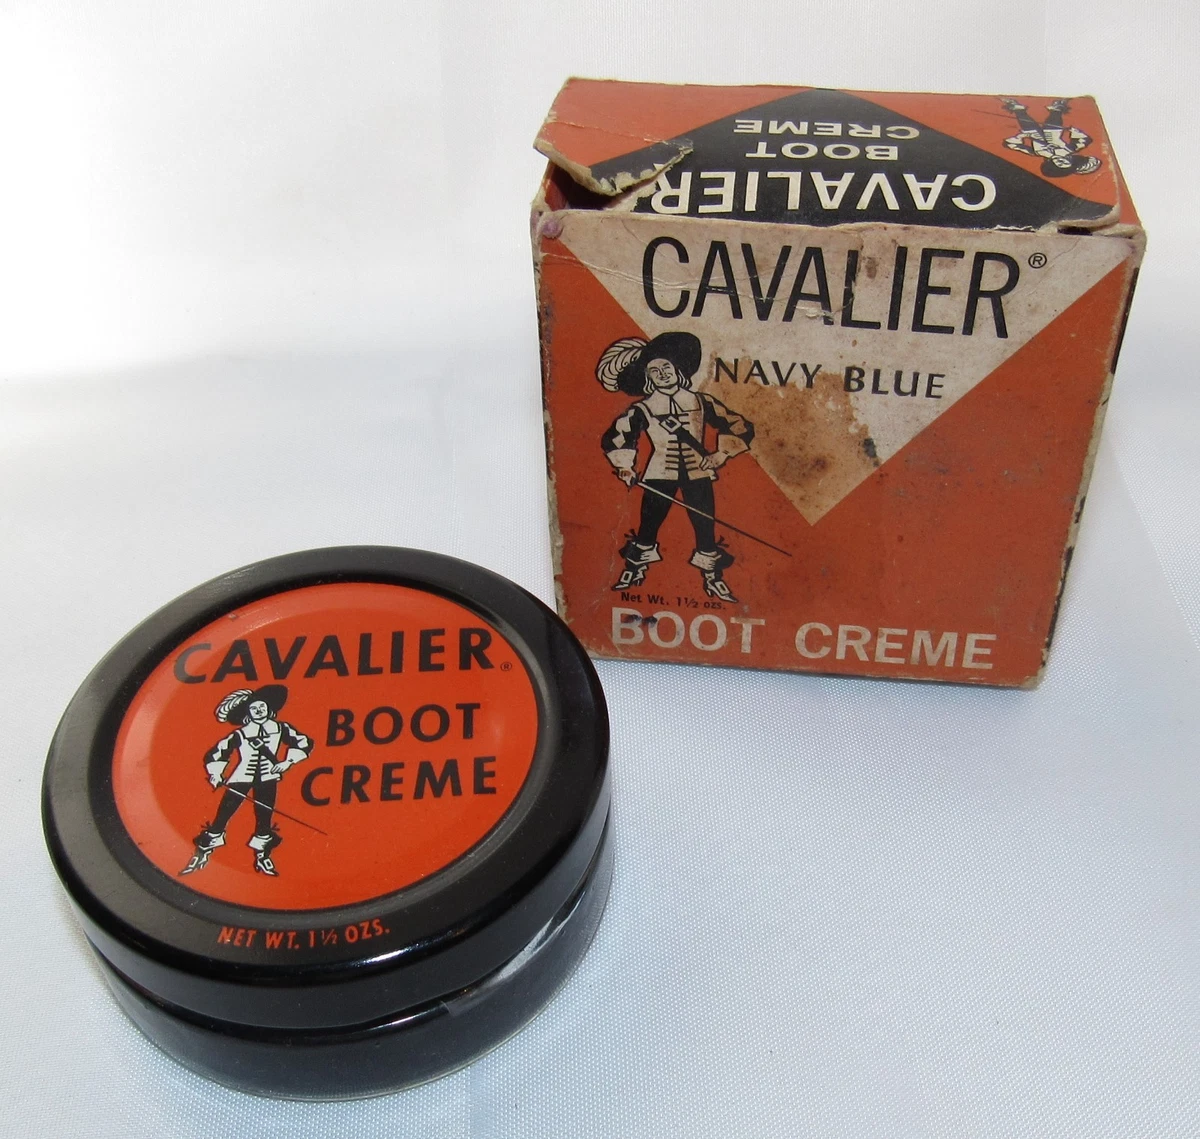 CAVALIER
BOOT
CREME
CAVALIER®
NAVY BLUE
Net Wt. 1½ ozs.
BOOT CREME
CAVALIER®
BOOT
CREME
NET WT. 1½ OZS.